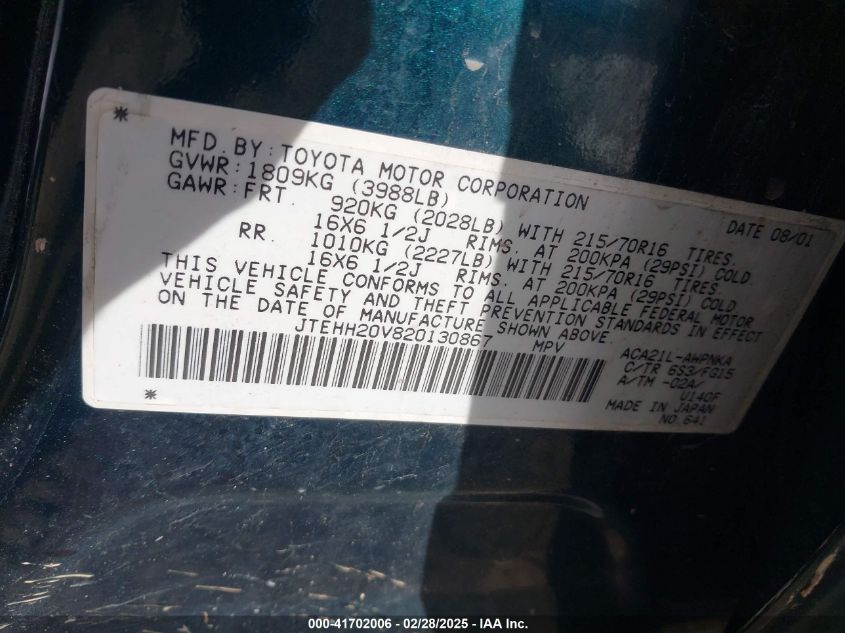 MFD. BY: TOYOTA MOTOR CORPORATION DATE 08/01
GVWR: 1809KG (3988LB)
GAWR: FRT. 920KG (2028LB) WITH 215/70R16 TIRES.
16X6 1/2J RIMS. AT 200KPA (29PSI) COLD
RR. 1010KG (2227LB) WITH 215/70R16 TIRES
16X6 1/2J RIMS. AT 200KPA (29PSI) COLD.
THIS VEHICLE CONFORMS TO ALL APPLICABLE FEDERAL MOTOR
VEHICLE SAFETY AND THEFT PREVENTION STANDARDS IN EFFECT
ON THE DATE OF MANUFACTURE SHOWN ABOVE.
JTEHH20V820130867 MPV
ACA21L-AWPNKA
C/TR 6S3/FG15
A/TM -02A/
U140F
MADE IN JAPAN
NO.641
000-41702006 / 02/28/2025 - IAA Inc.